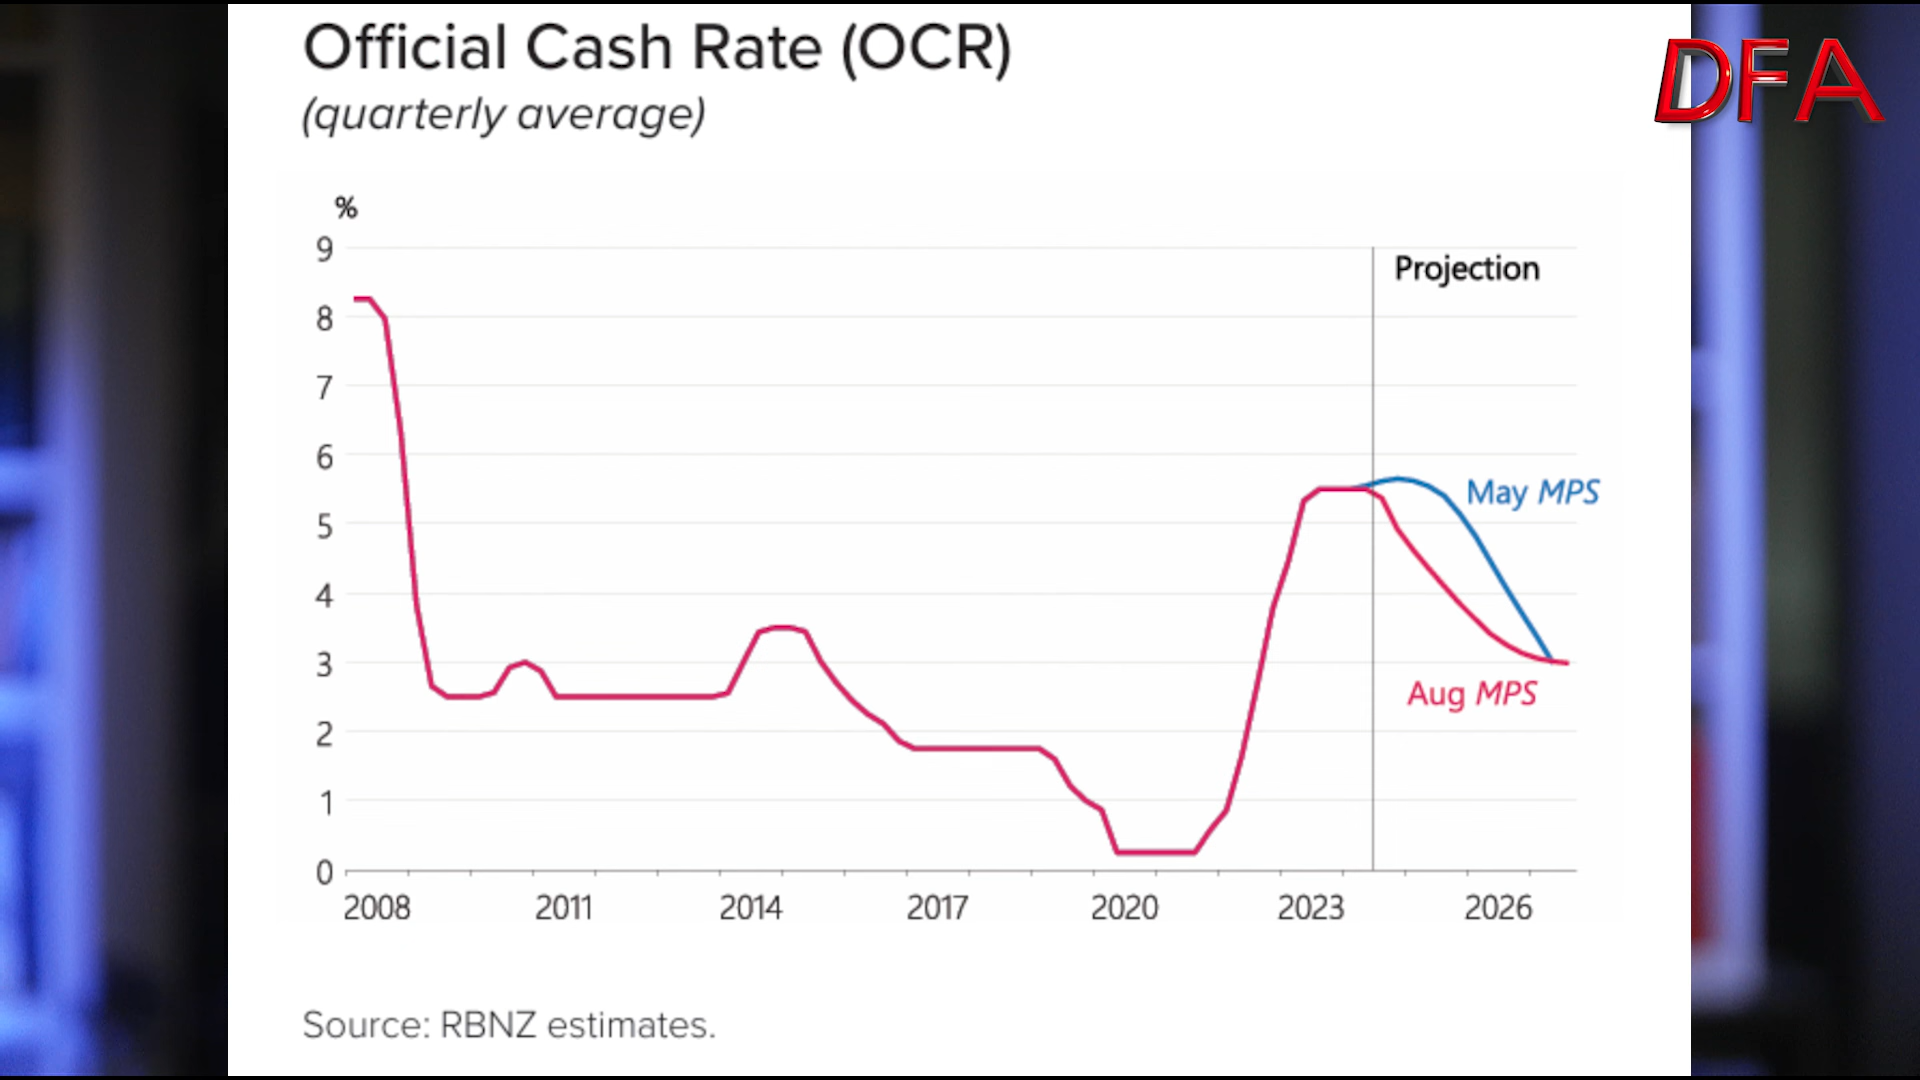 Official Cash Rate (OCR)
DFA
(quarterly average)
%
9
Projection
8
7
6
May MPS
5
4
3
Aug MPS
2
1
0
2008 2011 2014 2017 2020 2023 2026
Source: RBNZ estimates.